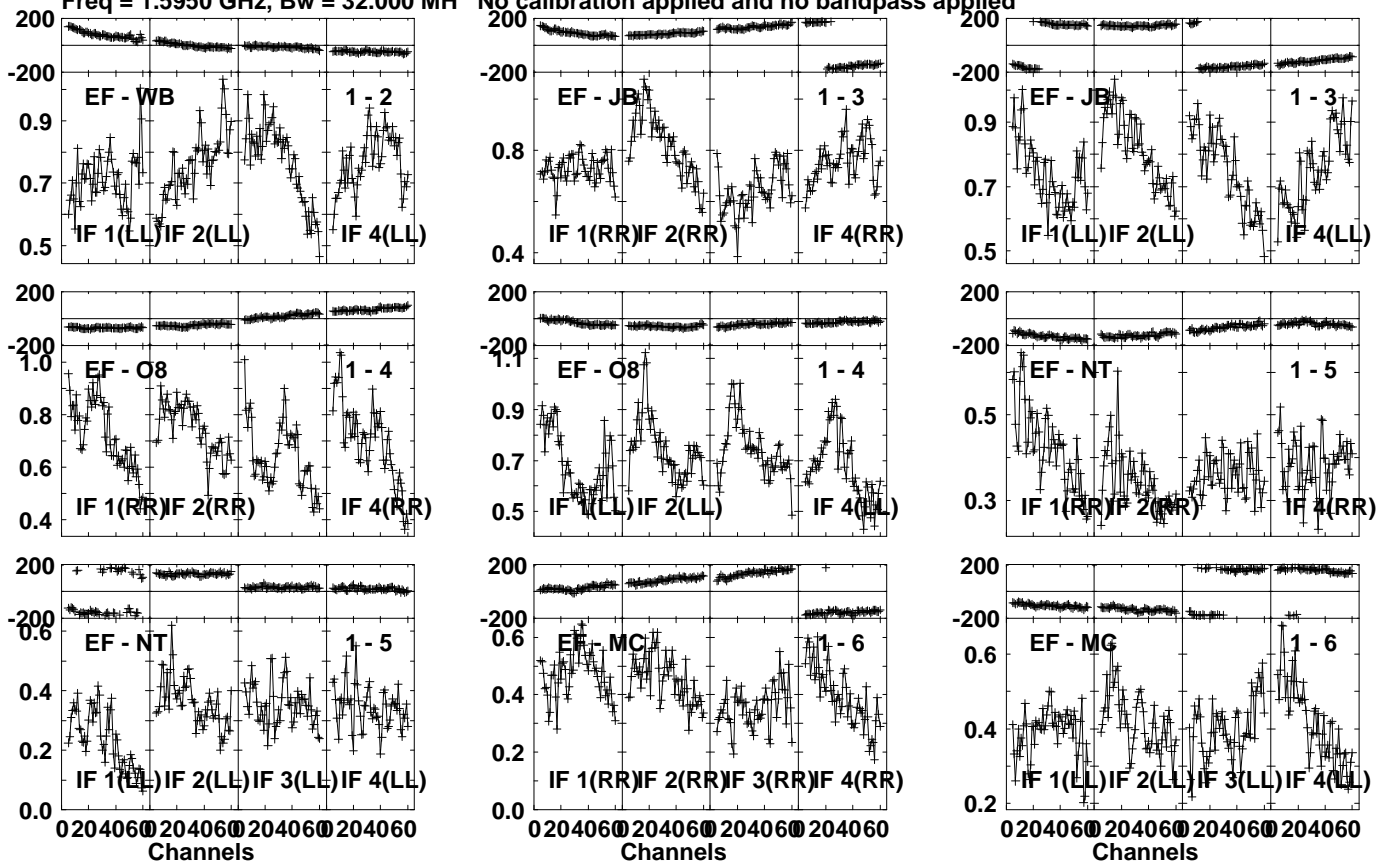 Freq = 1.5950 GHz, Bw = 32.000 MH No calibration applied and no bandpass applied
200
-200
EF - WB 1 - 2
0.9
0.7
0.5
IF 1(LL) IF 2(LL) IF 4(LL)
EF - JB 1 - 3
0.8
0.4
IF 1(RR) IF 2(RR) IF 4(RR)
200
-200
EF - JB 1 - 3
0.9
0.7
0.5
IF 1(LL) IF 2(LL) IF 4(LL)
200
-200
EF - O8 1 - 4
1.0
0.8
0.6
0.4
IF 1(RR) IF 2(RR) IF 4(RR)
200
-200
EF - O8 1 - 4
1.1
0.9
0.7
0.5
IF 1(LL) IF 2(LL) IF 4(LL)
200
-200
EF - NT 1 - 5
0.5
0.3
IF 1(RR) IF 2(RR) IF 4(RR)
200
-200
EF - NT 1 - 5
0.6
0.4
0.2
0.0
IF 1(LL) IF 2(LL) IF 3(LL) IF 4(LL)
0 20 40 60 0 20 40 60 0 20 40 60 0 20 40 60
Channels
200
-200
EF - MC 1 - 6
0.6
0.4
0.2
0.0
IF 1(RR) IF 2(RR) IF 3(RR) IF 4(RR)
0 20 40 60 0 20 40 60 0 20 40 60 0 20 40 60
Channels
200
-200
EF - MC 1 - 6
0.6
0.4
0.2
IF 1(LL) IF 2(LL) IF 3(LL) IF 4(LL)
0 20 40 60 0 20 40 60 0 20 40 60 0 20 40 60
Channels